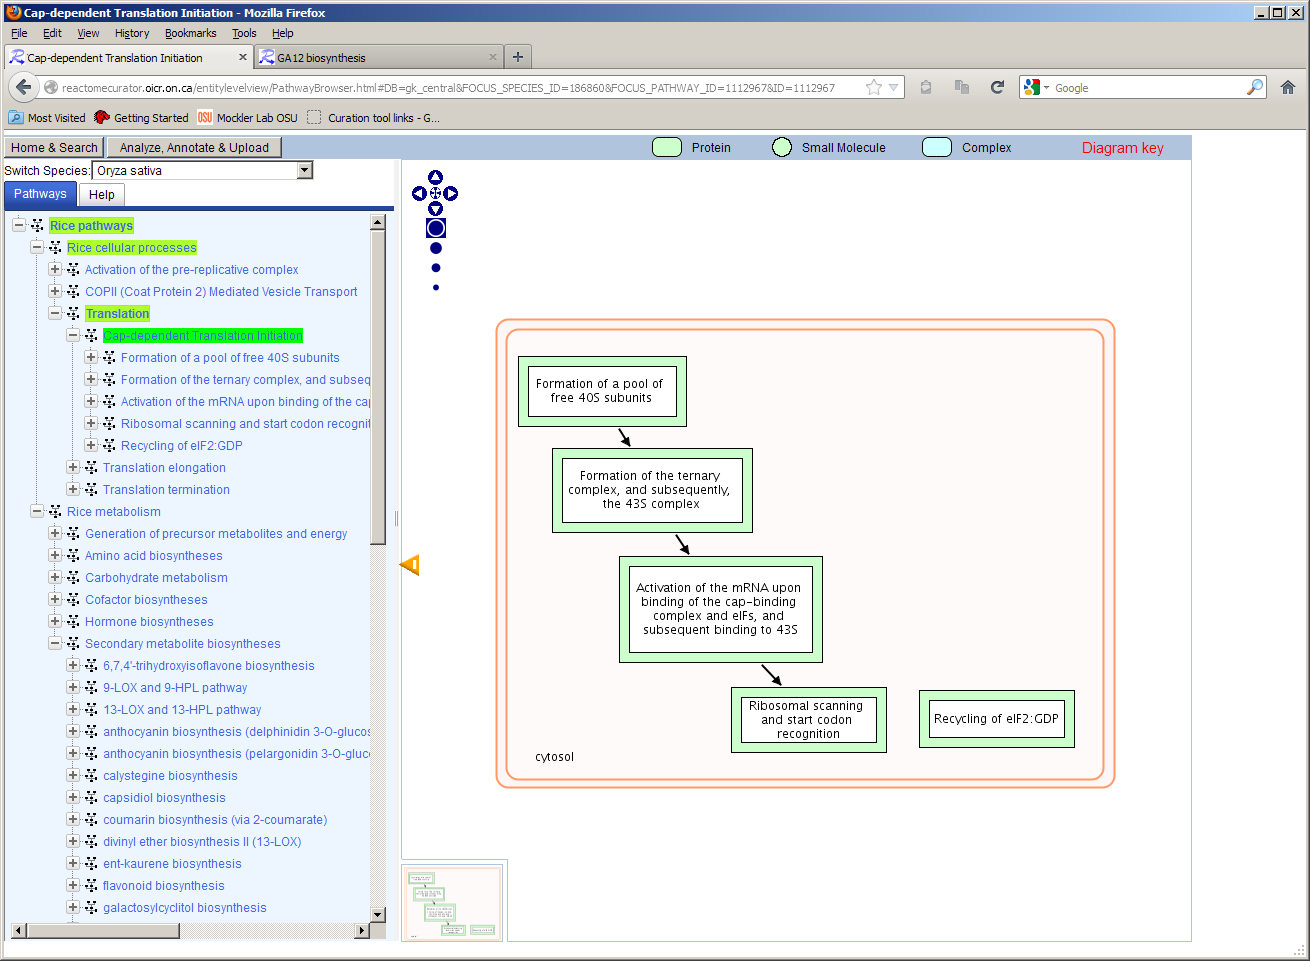 Cap-dependent Translation Initiation - Mozilla Firefox
File Edit View History Bookmarks Tools Help
Cap-dependent Translation Initiation
GA12 biosynthesis
reactomecurator.oicr.on.ca/entitylevelview/PathwayBrowser.html#DB=gk_central&FOCUS_SPECIES_ID=186860&FOCUS_PATHWAY_ID=1112967&ID=1112967
Google
Most Visited Getting Started OSU Mockler Lab OSU Curation tool links - G...
Home & Search Analyze, Annotate & Upload
Protein Small Molecule Complex Diagram key
Switch Species: Oryza sativa
Pathways Help
Rice pathways
Rice cellular processes
Activation of the pre-replicative complex
COPII (Coat Protein 2) Mediated Vesicle Transport
Translation
Cap-dependent Translation Initiation
Formation of a pool of free 40S subunits
Formation of the ternary complex, and subseq
Activation of the mRNA upon binding of the cap
Ribosomal scanning and start codon recognit
Recycling of eIF2:GDP
Translation elongation
Translation termination
Rice metabolism
Generation of precursor metabolites and energy
Amino acid biosyntheses
Carbohydrate metabolism
Cofactor biosyntheses
Hormone biosyntheses
Secondary metabolite biosyntheses
6,7,4'-trihydroxyisoflavone biosynthesis
9-LOX and 9-HPL pathway
13-LOX and 13-HPL pathway
anthocyanin biosynthesis (delphinidin 3-O-glucos
anthocyanin biosynthesis (pelargonidin 3-O-gluc
calystegine biosynthesis
capsidiol biosynthesis
coumarin biosynthesis (via 2-coumarate)
divinyl ether biosynthesis II (13-LOX)
ent-kaurene biosynthesis
flavonoid biosynthesis
galactosylcyclitol biosynthesis
Formation of a pool of
free 40S subunits
Formation of the ternary
complex, and subsequently,
the 43S complex
Activation of the mRNA upon
binding of the cap-binding
complex and eIFs, and
subsequent binding to 43S
Ribosomal scanning
and start codon
recognition
Recycling of eIF2:GDP
cytosol